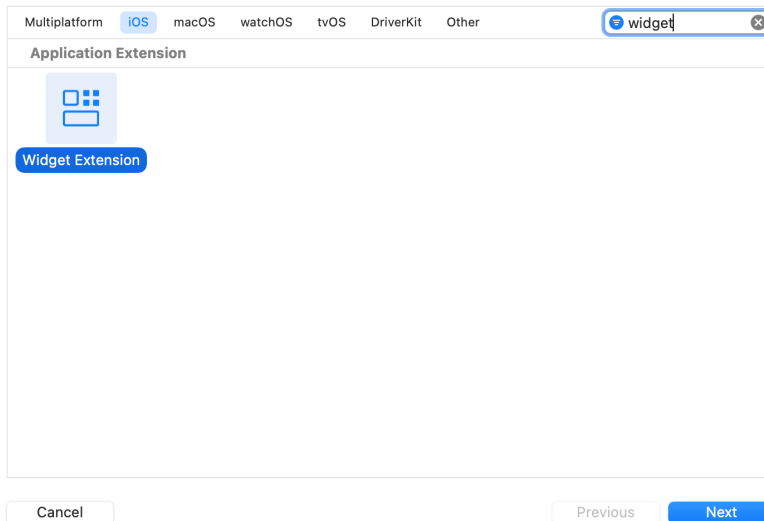 Multiplatform iOS macOS watchOS tvOS DriverKit Other widget
Application Extension
Widget Extension
Cancel Previous Next